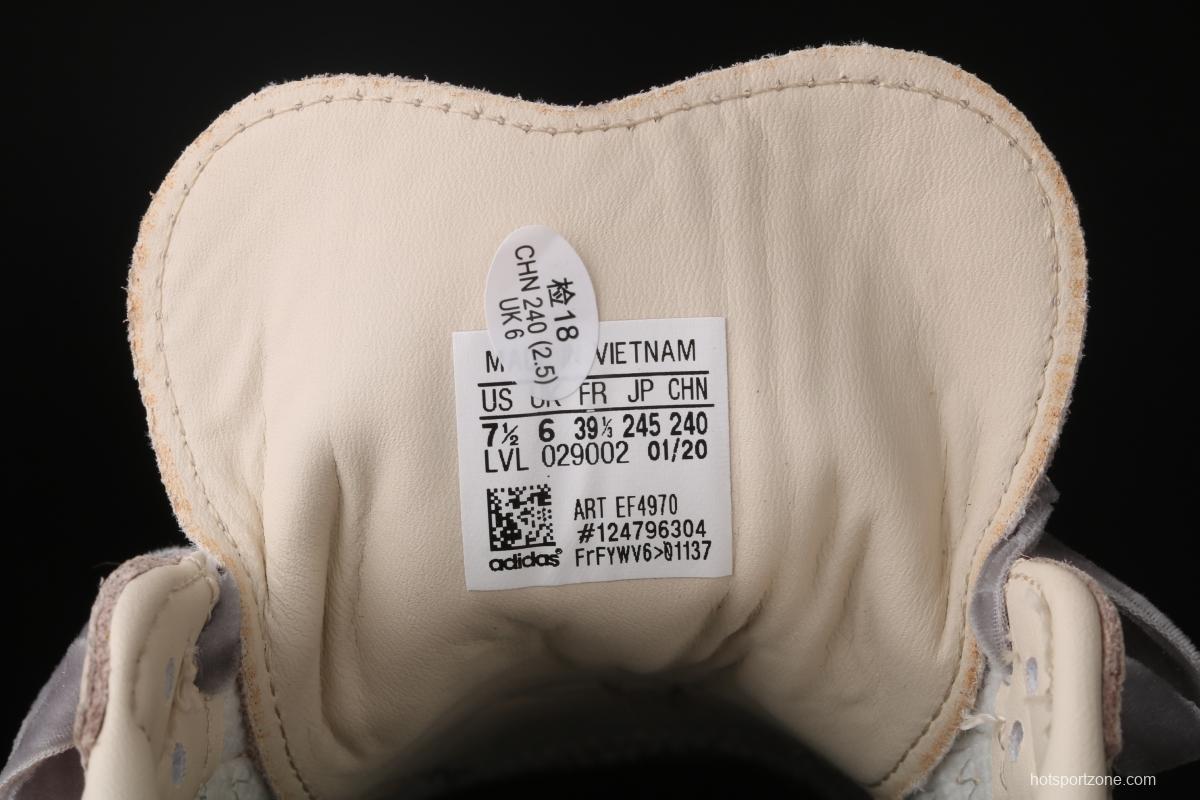 检18
CHN 240 (2.5)
UK 6
VIETNAM
US UK FR JP CHN
7½ 6 39⅓ 245 240
LVL 029002 01/20
ART EF4970
#124796304
FrFYWV6>01137
adidas®
hotsportzone.com